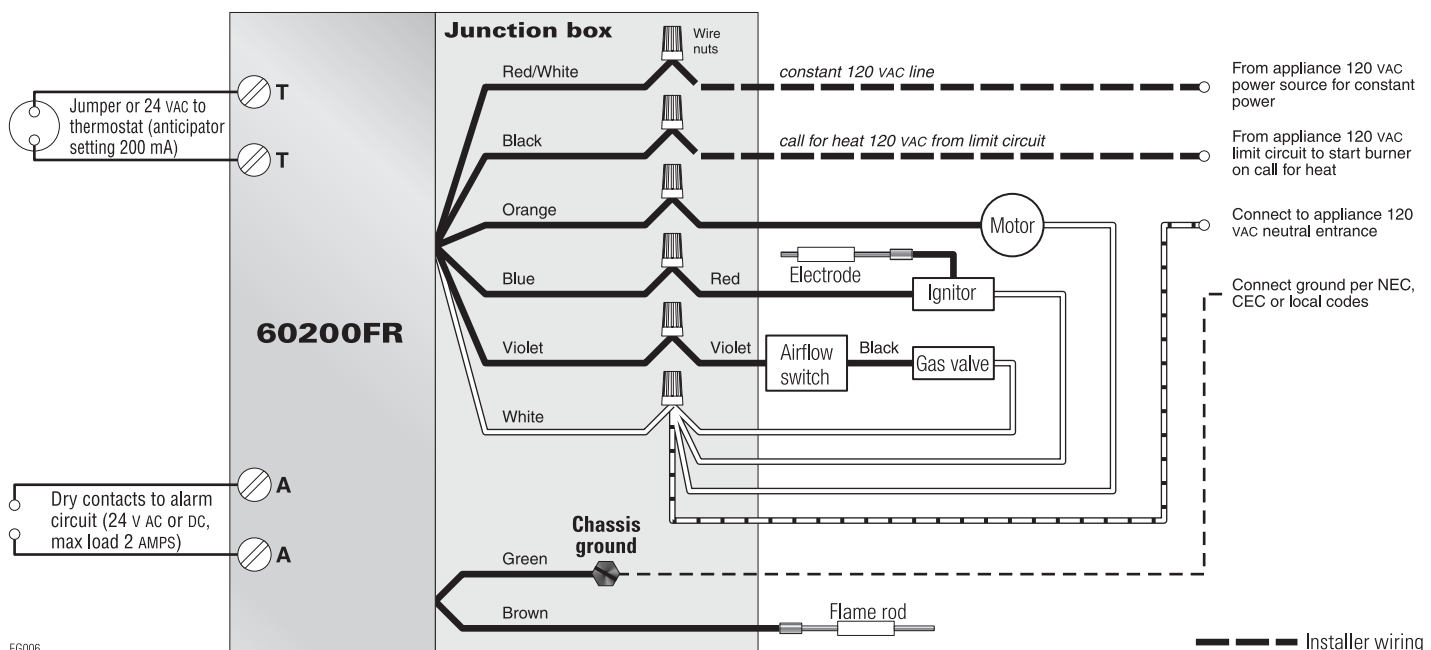 Junction box
Wire
nuts
Red/White
constant 120 VAC line
From appliance 120 VAC
power source for constant
power
T
Jumper or 24 VAC to
thermostat (anticipator
setting 200 mA)
T
Black
call for heat 120 VAC from limit circuit
From appliance 120 VAC
limit circuit to start burner
on call for heat
Orange
Motor
Connect to appliance 120
VAC neutral entrance
Electrode
Blue
Red
Ignitor
Connect ground per NEC,
CEC or local codes
60200FR
Violet
Violet
Airflow
switch
Black
Gas valve
White
A
Dry contacts to alarm
circuit (24 V AC or DC,
max load 2 AMPS)
A
Chassis
ground
Green
Brown
Flame rod
EG006
Installer wiring